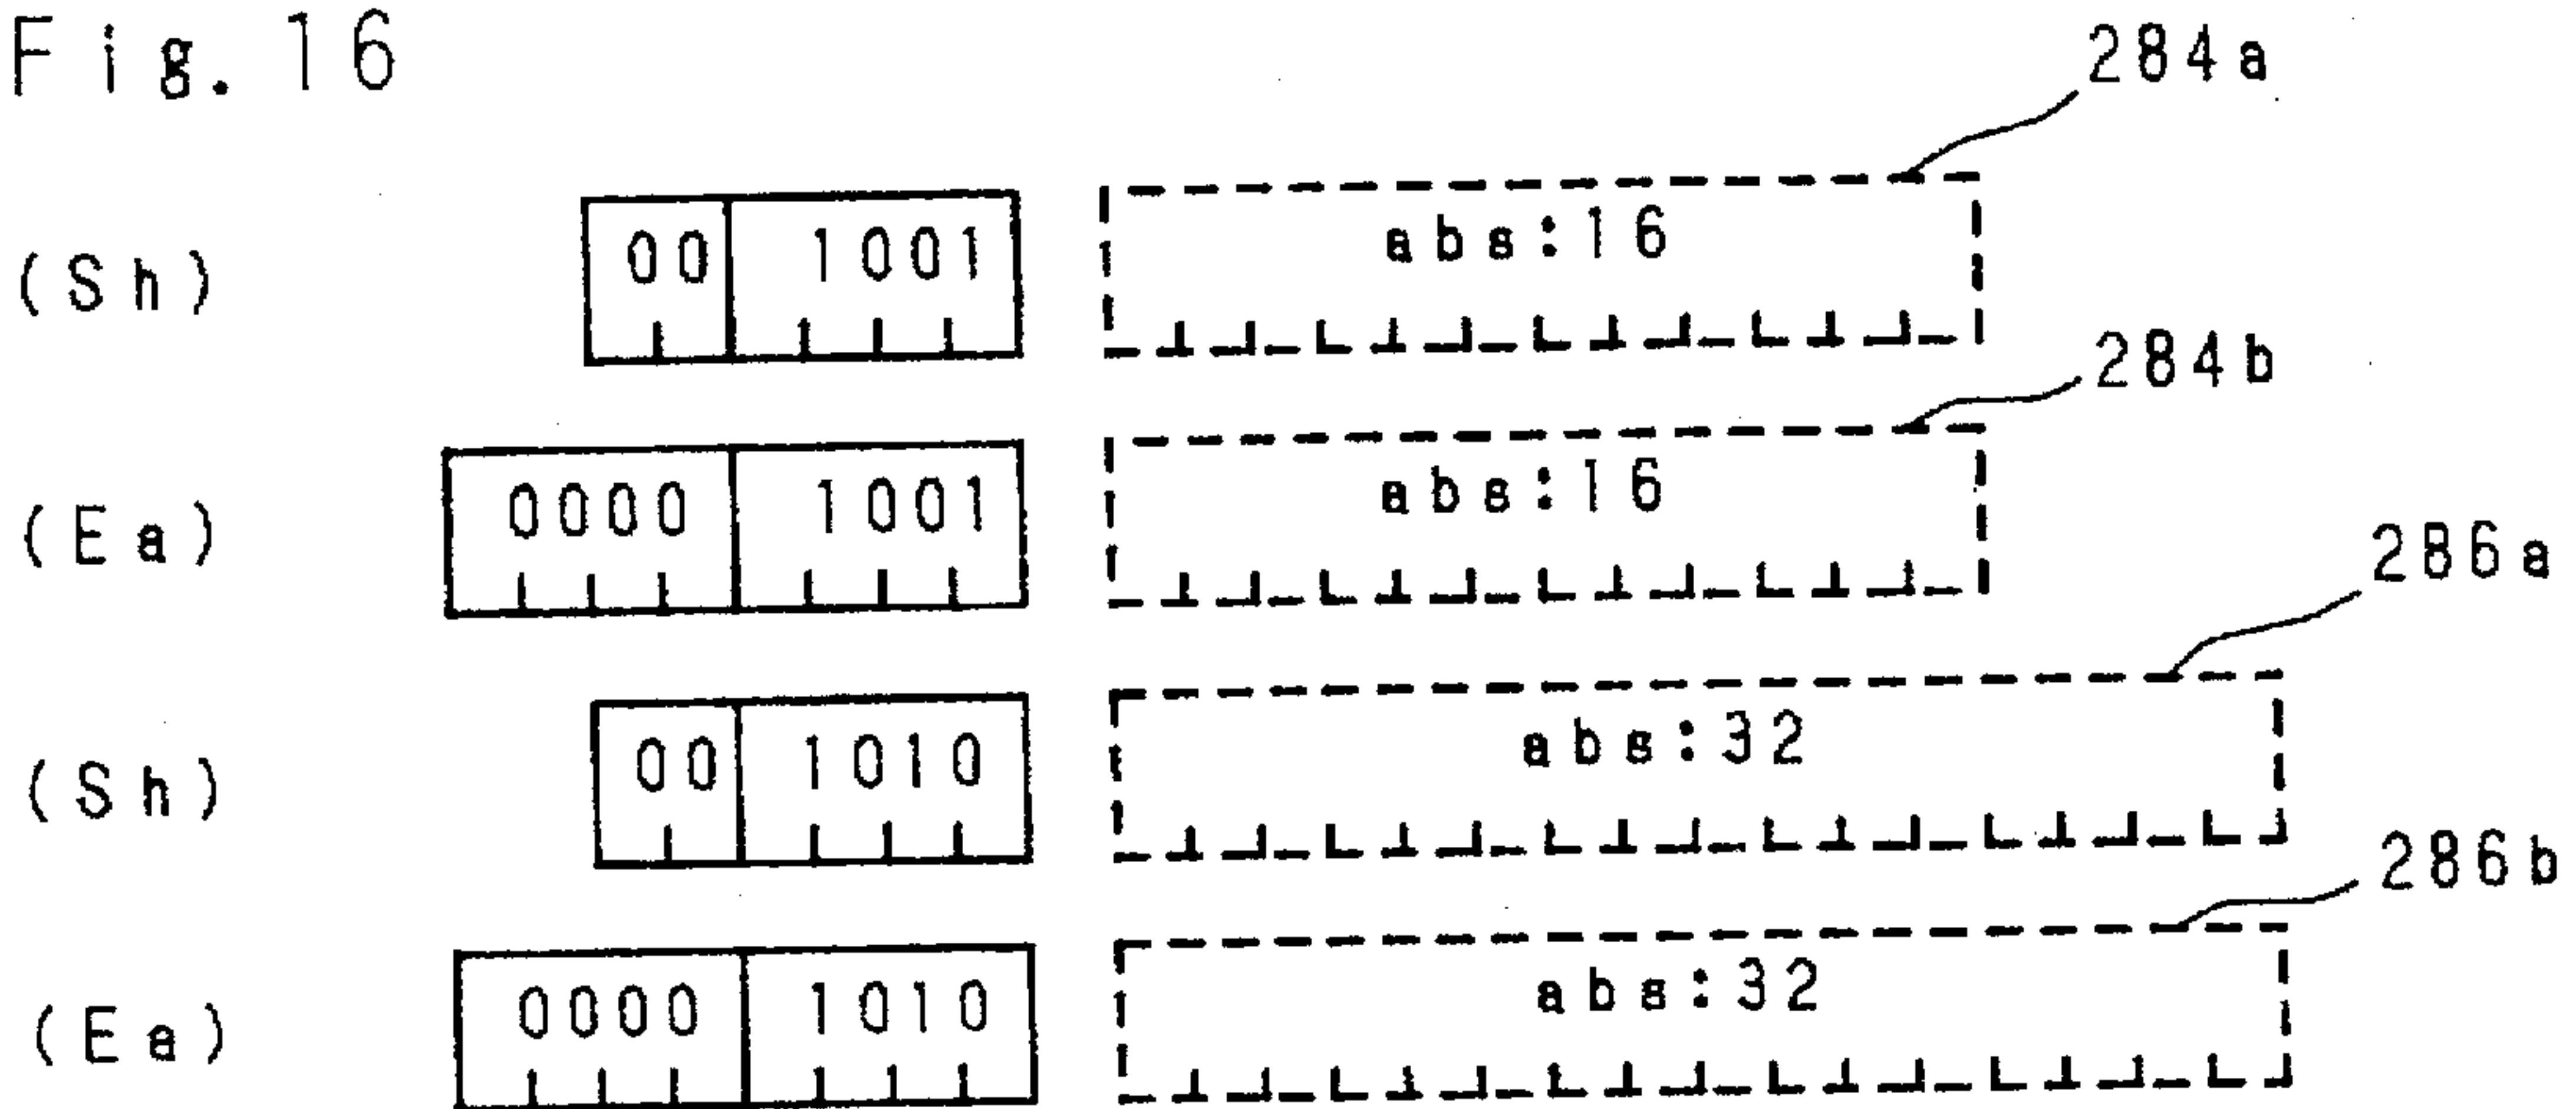 Fig. 16
284a
(Sh) 00 1001 abs:16
284b
(Ea) 0000 1001 abs:16
286a
(Sh) 00 1010 abs:32
286b
(Ea) 0000 1010 abs:32